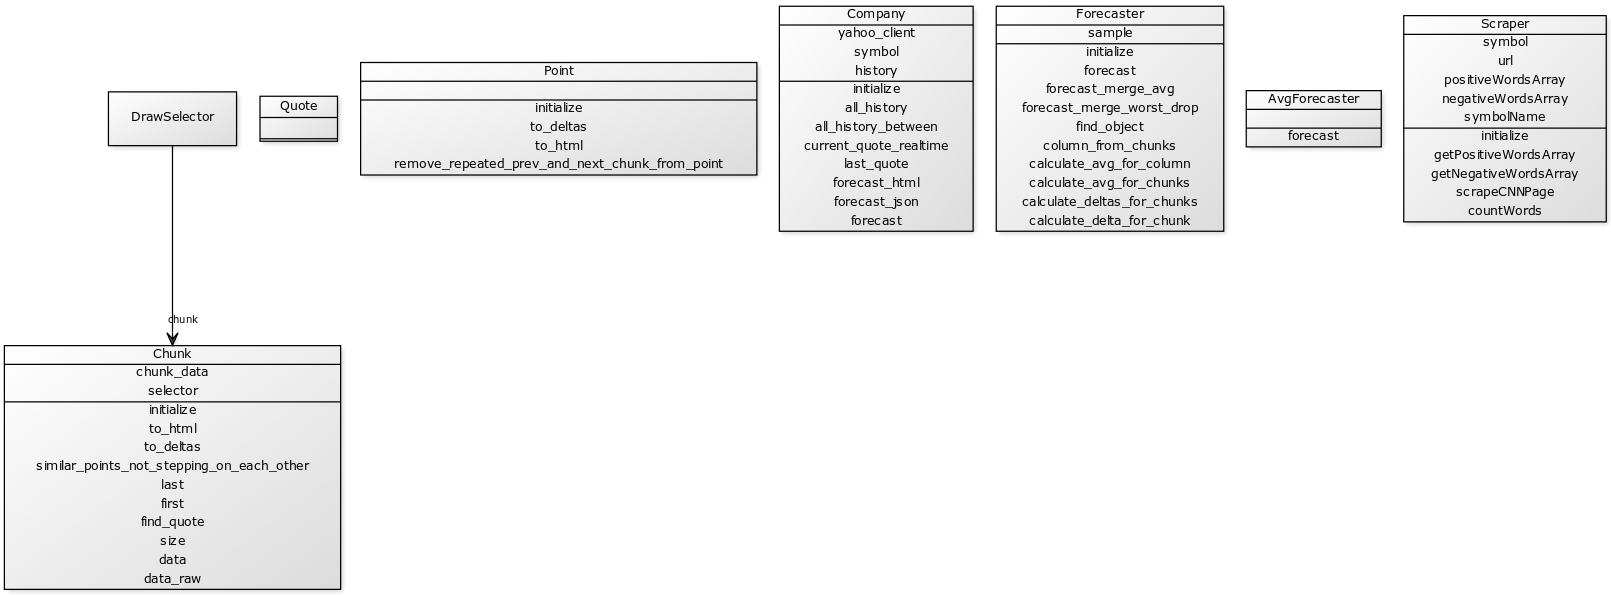 DrawSelector
chunk
Quote
Point
initialize
to_deltas
to_html
remove_repeated_prev_and_next_chunk_from_point
Company
yahoo_client
symbol
history
initialize
all_history
all_history_between
current_quote_realtime
last_quote
forecast_html
forecast_json
forecast
Forecaster
sample
initialize
forecast
forecast_merge_avg
forecast_merge_worst_drop
find_object
column_from_chunks
calculate_avg_for_column
calculate_avg_for_chunks
calculate_deltas_for_chunks
calculate_delta_for_chunk
AvgForecaster
forecast
Scraper
symbol
url
positiveWordsArray
negativeWordsArray
symbolName
initialize
getPositiveWordsArray
getNegativeWordsArray
scrapeCNNPage
countWords
Chunk
chunk_data
selector
initialize
to_html
to_deltas
similar_points_not_stepping_on_each_other
last
first
find_quote
size
data
data_raw